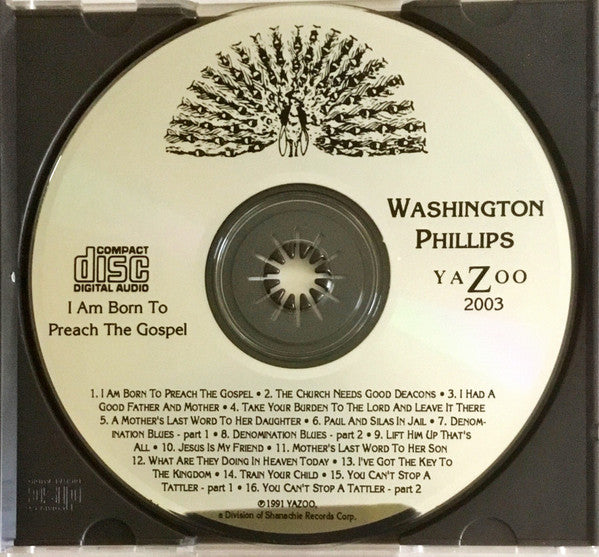 WASHINGTON
PHILLIPS
YAZOO
2003
COMPACT
disc
DIGITAL AUDIO
I Am Born To
Preach The Gospel
1. I AM BORN TO PREACH THE GOSPEL • 2. THE CHURCH NEEDS GOOD DEACONS • 3. I HAD A
GOOD FATHER AND MOTHER • 4. TAKE YOUR BURDEN TO THE LORD AND LEAVE IT THERE
5. A MOTHER'S LAST WORD TO HER DAUGHTER • 6. PAUL AND SILAS IN JAIL • 7. DENOM-
INATION BLUES - part 1 • 8. DENOMINATION BLUES - part 2 • 9. LIFT HIM UP THAT'S
ALL • 10. JESUS IS MY FRIEND • 11. MOTHER'S LAST WORD TO HER SON
12. WHAT ARE THEY DOING IN HEAVEN TODAY • 13. I'VE GOT THE KEY TO
THE KINGDOM • 14. TRAIN YOUR CHILD • 15. YOU CAN'T STOP A
TATTLER - part 1 • 16. YOU CAN'T STOP A TATTLER - part 2
℗1991 YAZOO,
a Division of Shanachie Records Corp.